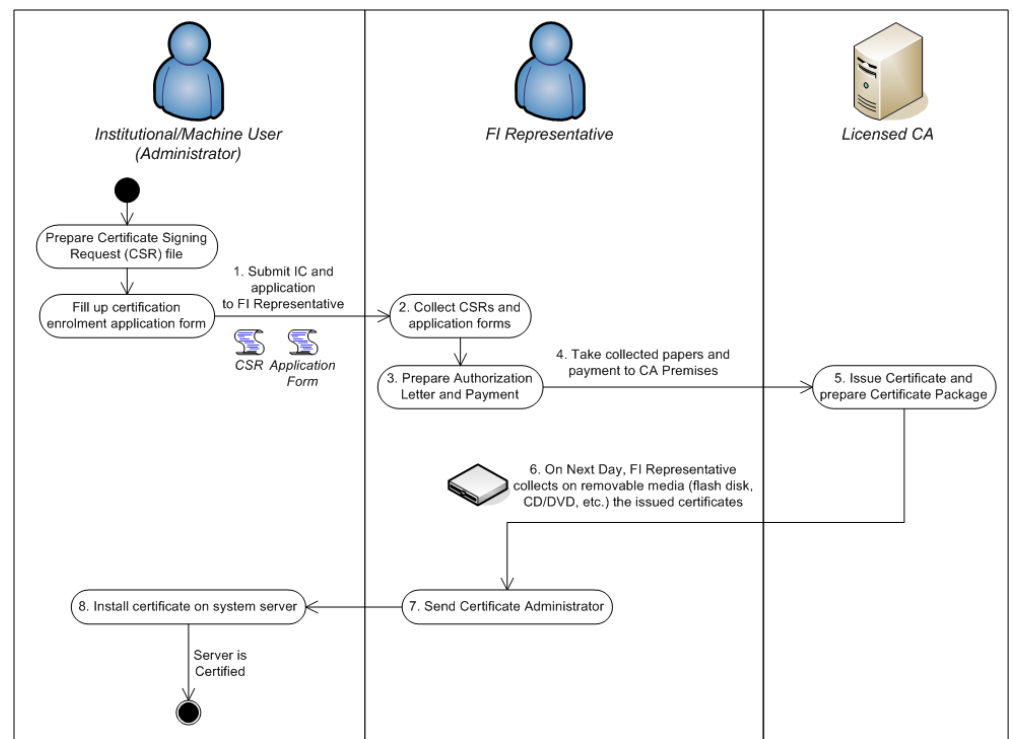 Institutional/Machine User
(Administrator)
FI Representative
Licensed CA
Prepare Certificate Signing
Request (CSR) file
Fill up certification
enrolment application form
1. Submit IC and
application
to FI Representative
CSR
Application
Form
2. Collect CSRs and
application forms
3. Prepare Authorization
Letter and Payment
4. Take collected papers and
payment to CA Premises
5. Issue Certificate and
prepare Certificate Package
6. On Next Day, FI Representative
collects on removable media (flash disk,
CD/DVD, etc.) the issued certificates
7. Send Certificate Administrator
8. Install certificate on system server
Server is
Certified